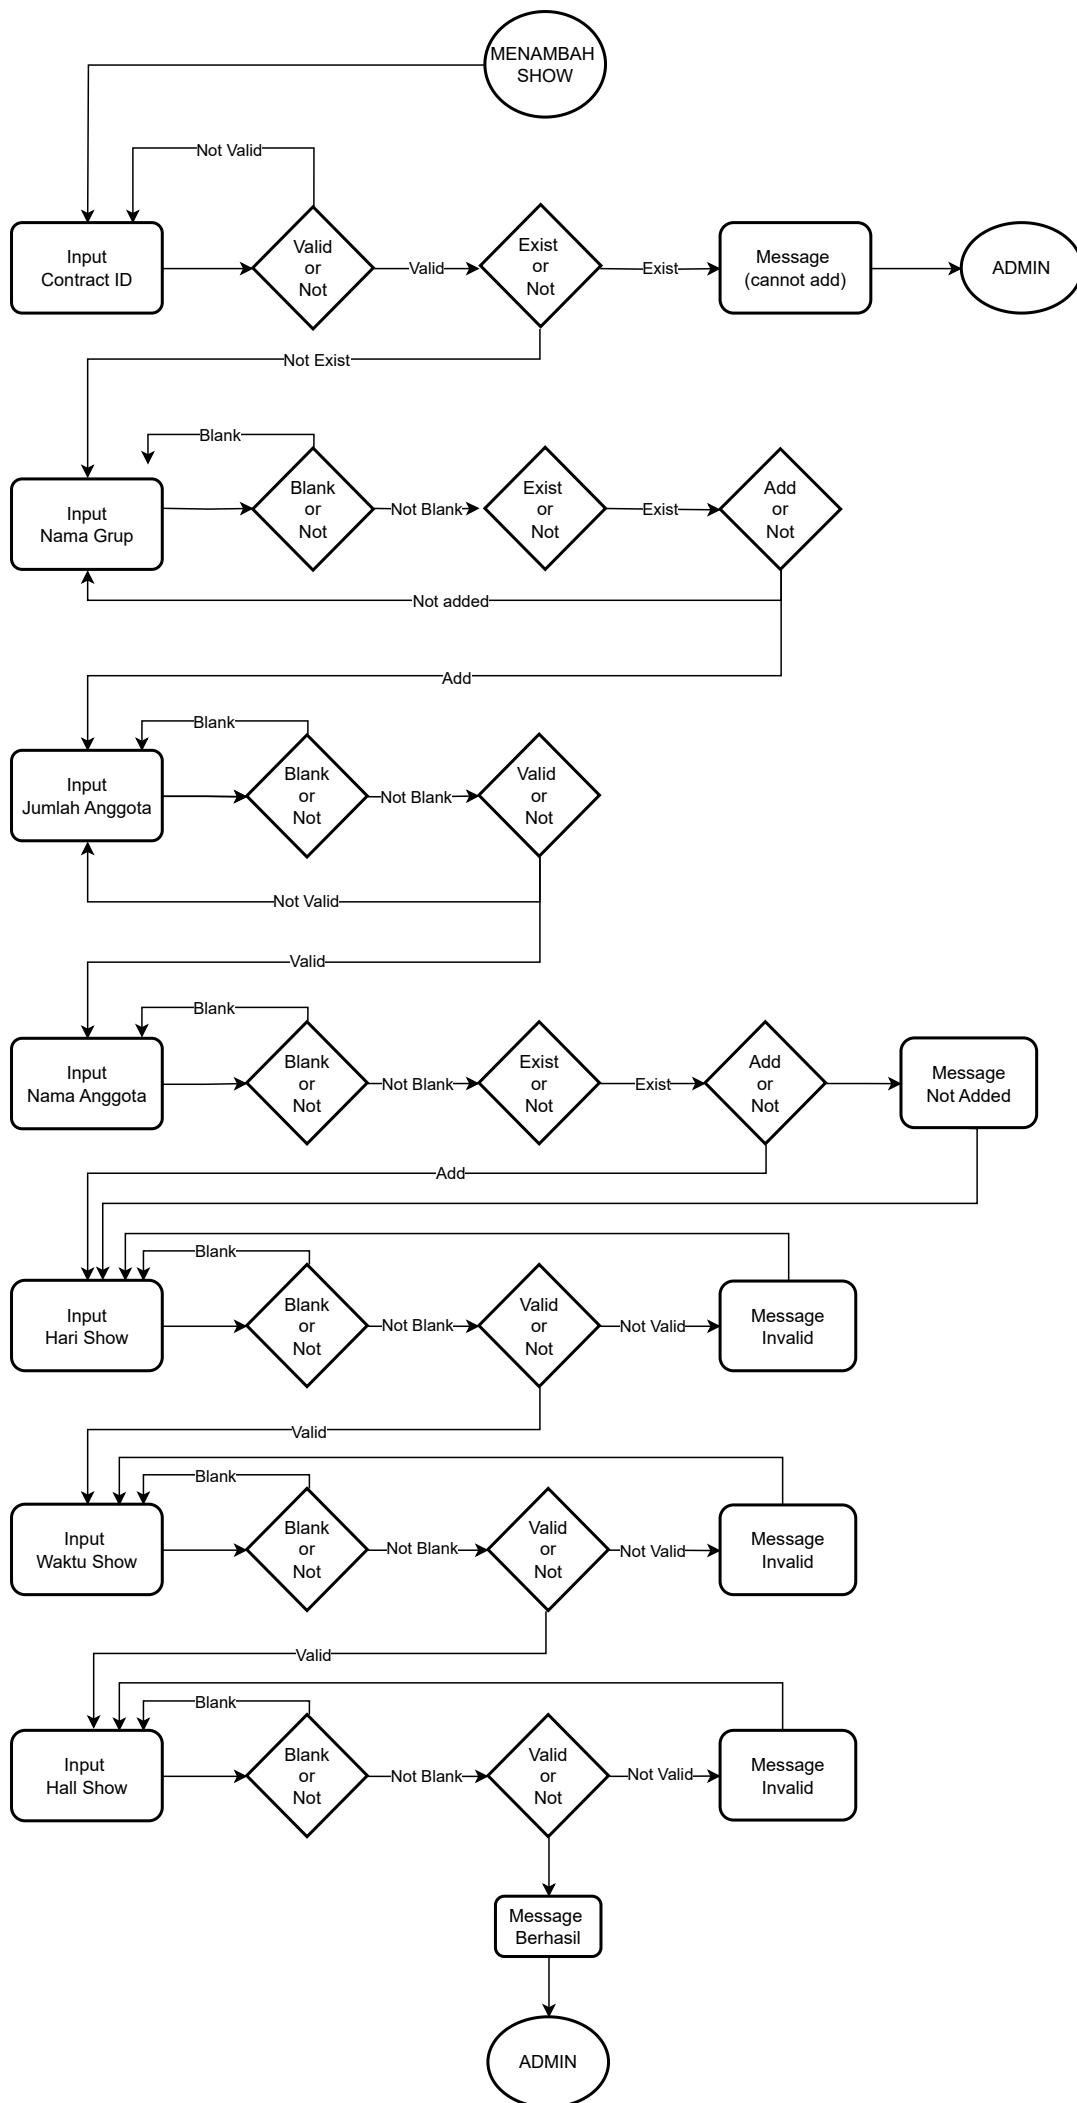 MENAMBAH
SHOW
Not Valid
Input
Contract ID
Valid
or
Not
Valid
Exist
or
Not
Exist
Message
(cannot add)
ADMIN
Not Exist
Blank
Input
Nama Grup
Blank
or
Not
Not Blank
Exist
or
Not
Exist
Add
or
Not
Not added
Add
Blank
Input
Jumlah Anggota
Blank
or
Not
Not Blank
Valid
or
Not
Not Valid
Valid
Blank
Input
Nama Anggota
Blank
or
Not
Not Blank
Exist
or
Not
Exist
Add
or
Not
Message
Not Added
Add
Blank
Input
Hari Show
Blank
or
Not
Not Blank
Valid
or
Not
Not Valid
Message
Invalid
Valid
Blank
Input
Waktu Show
Blank
or
Not
Not Blank
Valid
or
Not
Not Valid
Message
Invalid
Valid
Blank
Input
Hall Show
Blank
or
Not
Not Blank
Valid
or
Not
Not Valid
Message
Invalid
Message
Berhasil
ADMIN